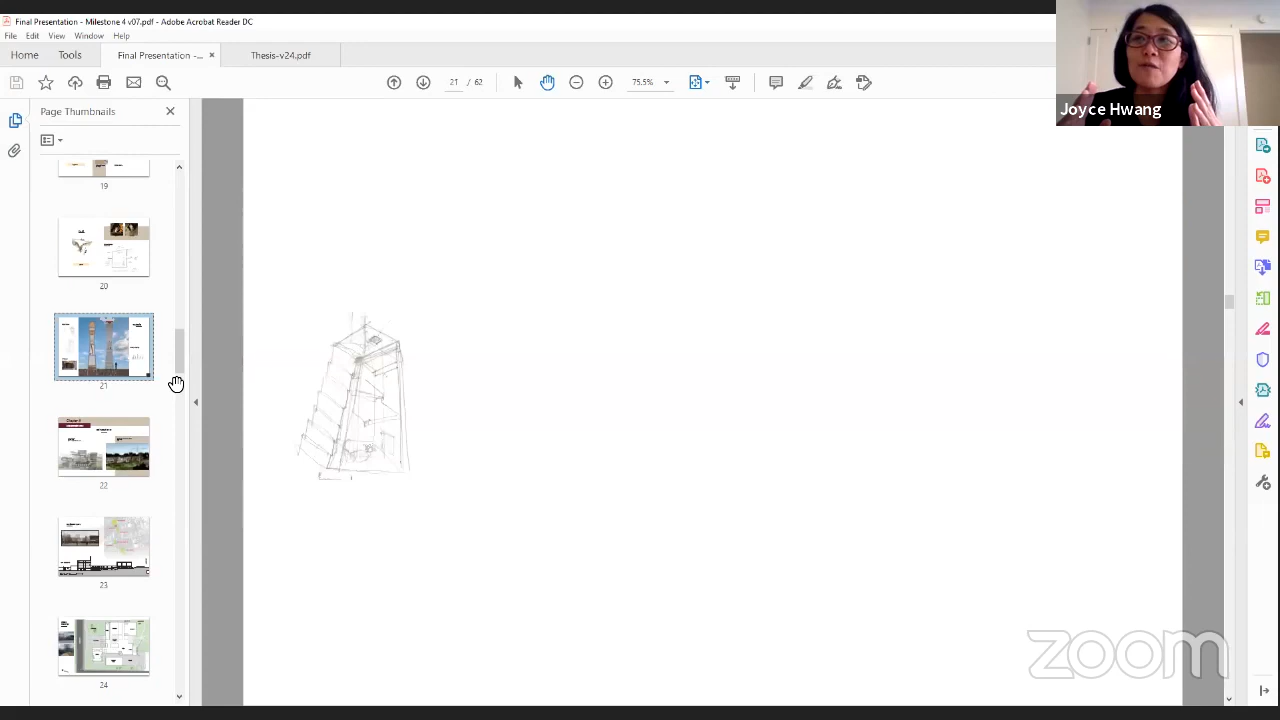 Final Presentation - Milestone 4 v07.pdf - Adobe Acrobat Reader DC
File Edit View Window Help
Home Tools Final Presentation -... × Thesis-v24.pdf
21 / 62 75.5%
Page Thumbnails
19
20
21
22
23
24
Joyce Hwang
zoom